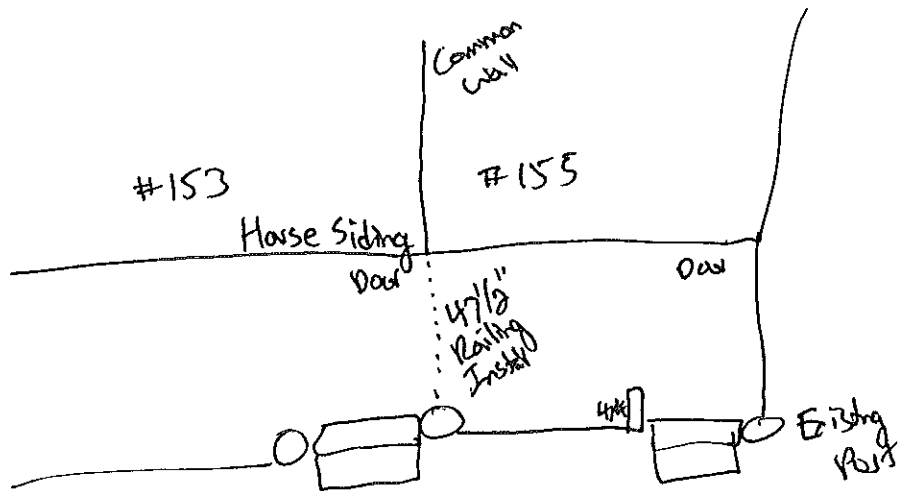 Common
Wall
#153
#155
House Siding
Door
Door
47 1/2"
Railing
Install
4x4
Existing
Post